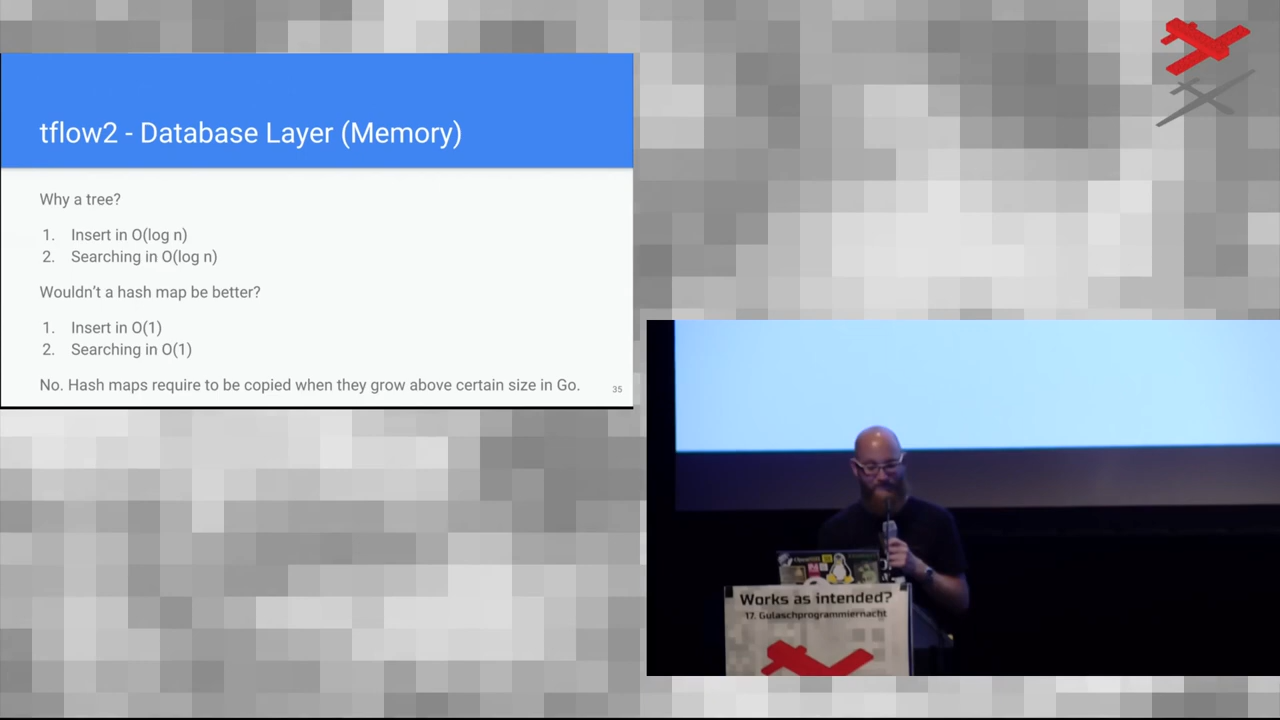 tflow2 - Database Layer (Memory)
Why a tree?
1. Insert in O(log n)
2. Searching in O(log n)
Wouldn't a hash map be better?
1. Insert in O(1)
2. Searching in O(1)
No. Hash maps require to be copied when they grow above certain size in Go.
35
Works as intended?
17. Gulaschprogrammiernacht